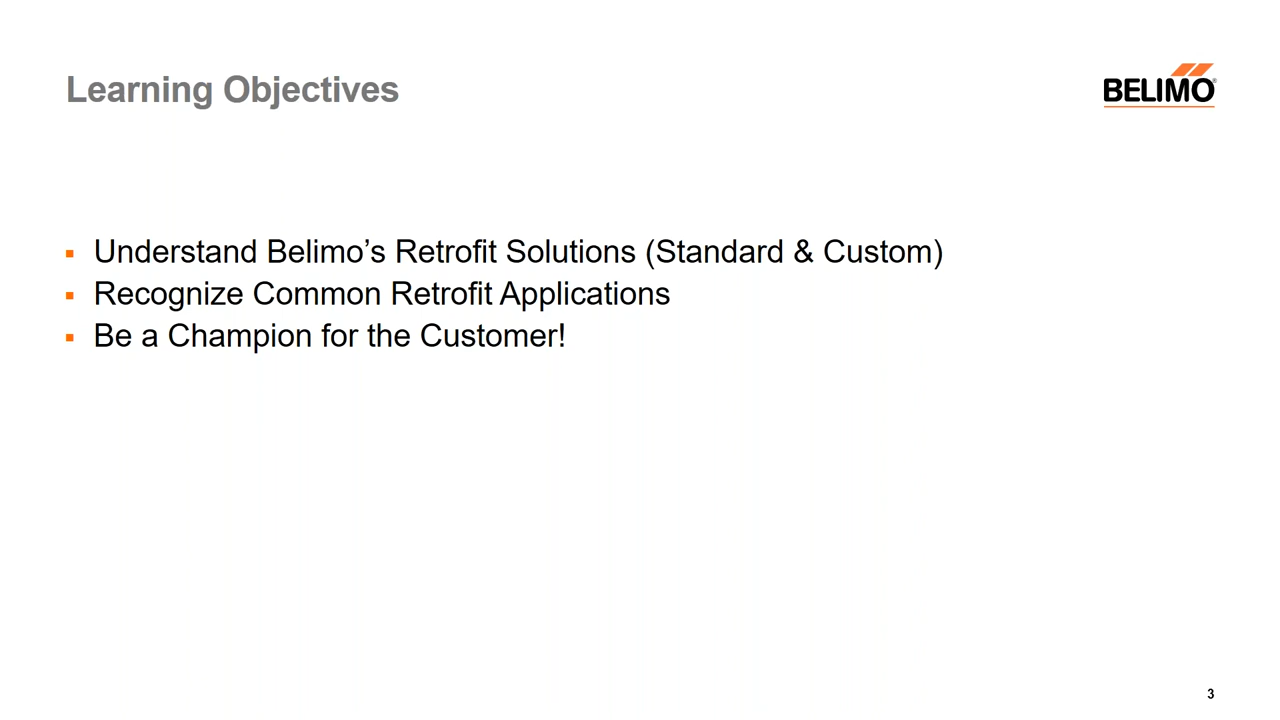 Learning Objectives
BELIMO®
Understand Belimo’s Retrofit Solutions (Standard & Custom)
Recognize Common Retrofit Applications
Be a Champion for the Customer!
3